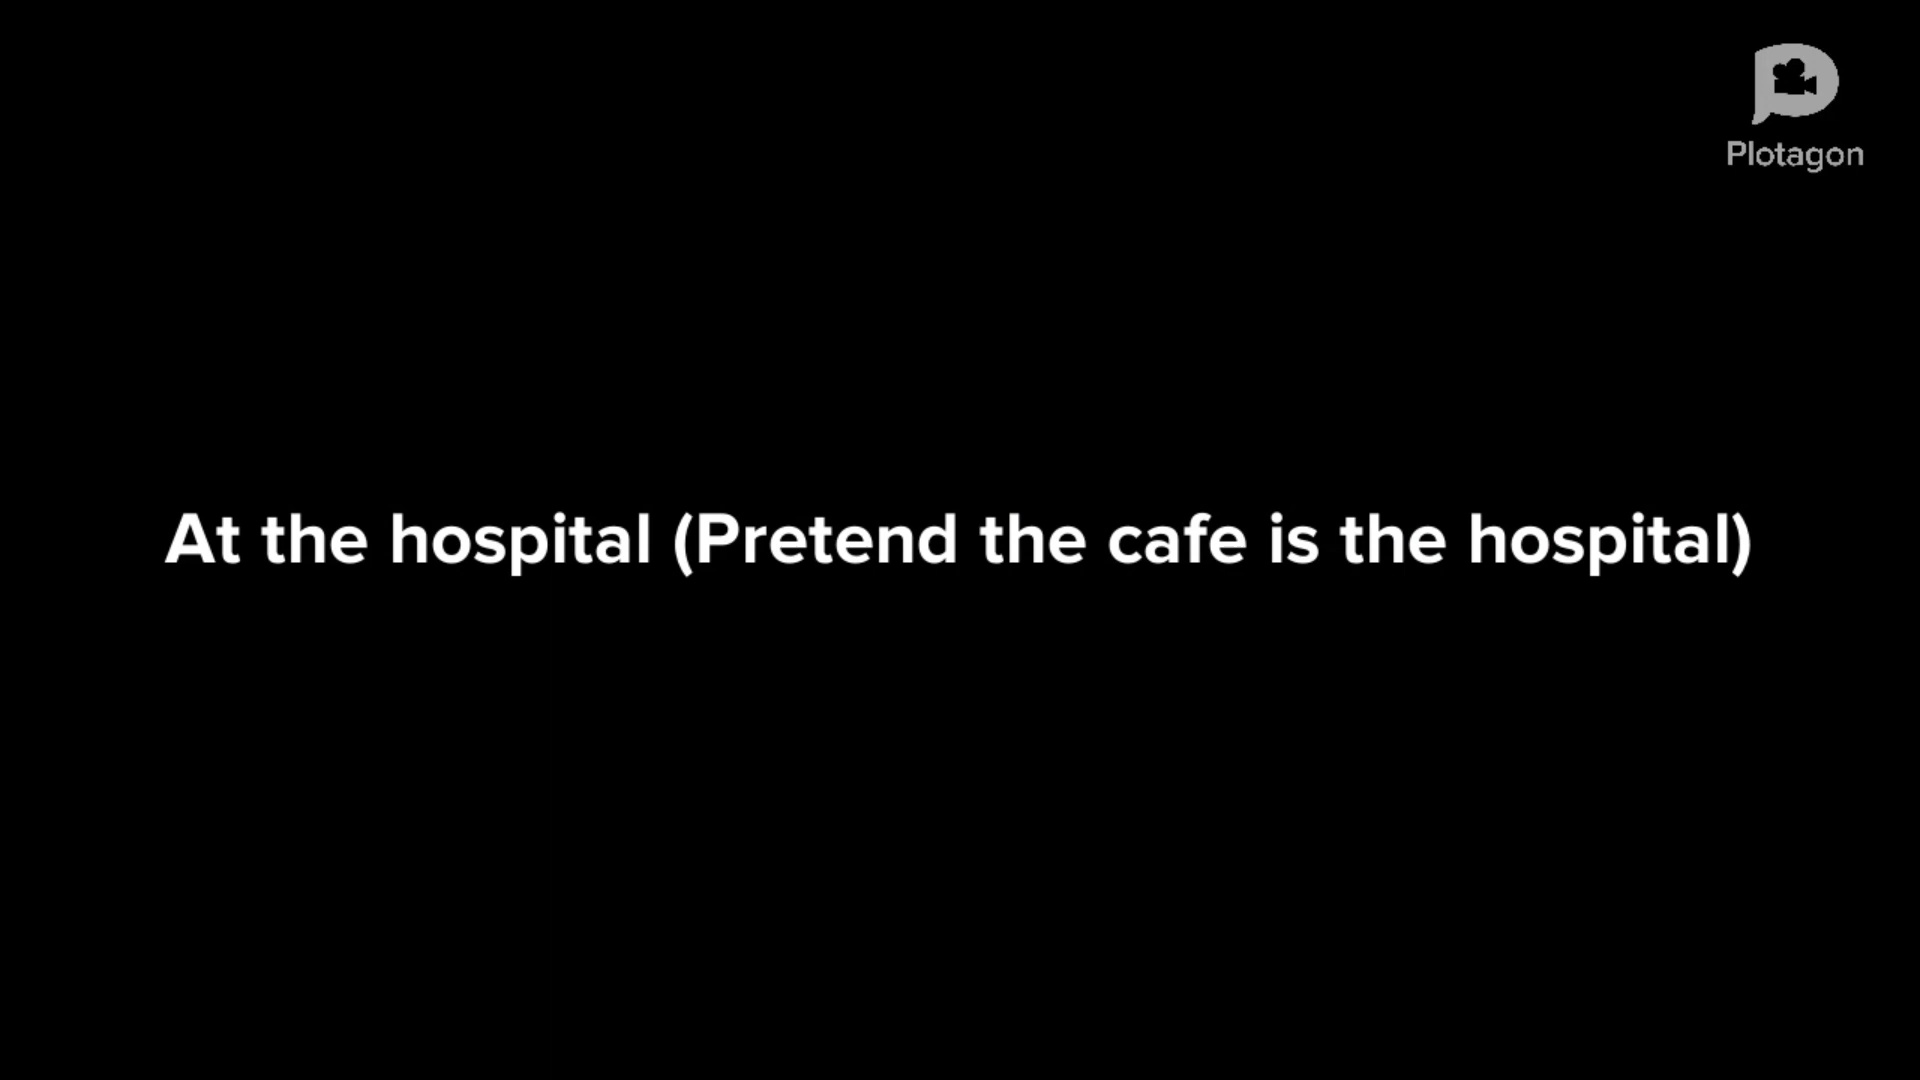 Plotagon
At the hospital (Pretend the cafe is the hospital)